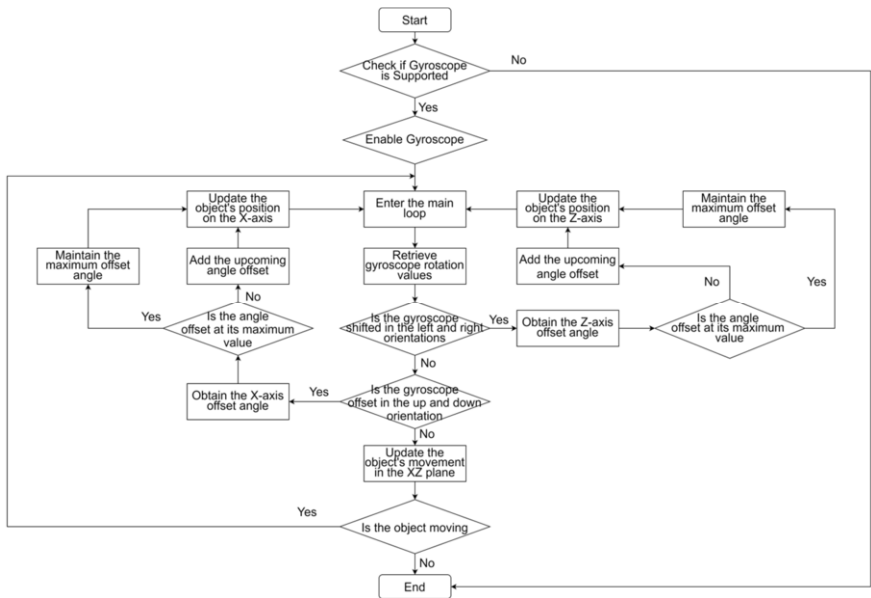 Start
Check if Gyroscope
is Supported
No
Yes
Enable Gyroscope
Update the
object's position
on the X-axis
Enter the main
loop
Update the
object's position
on the Z-axis
Maintain the
maximum offset
angle
Maintain the
maximum offset
angle
Add the upcoming
angle offset
Retrieve
gyroscope rotation
values
Add the upcoming
angle offset
No
Yes
Yes
No
Is the angle
offset at its maximum
value
Is the gyroscope
shifted in the left and right
orientations
Yes
Obtain the Z-axis
offset angle
Is the angle
offset at its maximum
value
No
Obtain the X-axis
offset angle
Yes
Is the gyroscope
offset in the up and down
orientation
No
Update the
object's movement
in the XZ plane
Yes
Is the object moving
No
End